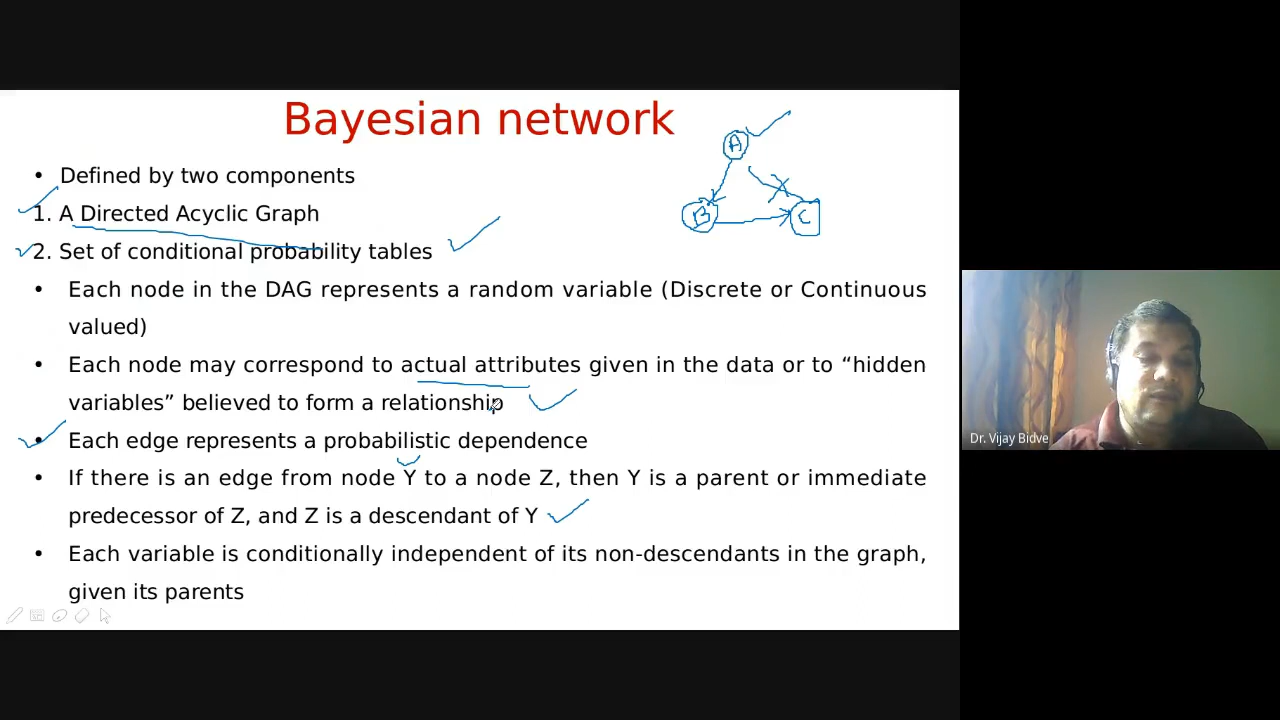 Bayesian network
• Defined by two components
1. A Directed Acyclic Graph
2. Set of conditional probability tables
• Each node in the DAG represents a random variable (Discrete or Continuous
valued)
• Each node may correspond to actual attributes given in the data or to “hidden
variables” believed to form a relationship
• Each edge represents a probabilistic dependence
• If there is an edge from node Y to a node Z, then Y is a parent or immediate
predecessor of Z, and Z is a descendant of Y
• Each variable is conditionally independent of its non-descendants in the graph,
given its parents
A
B
C
Dr. Vijay Bidve